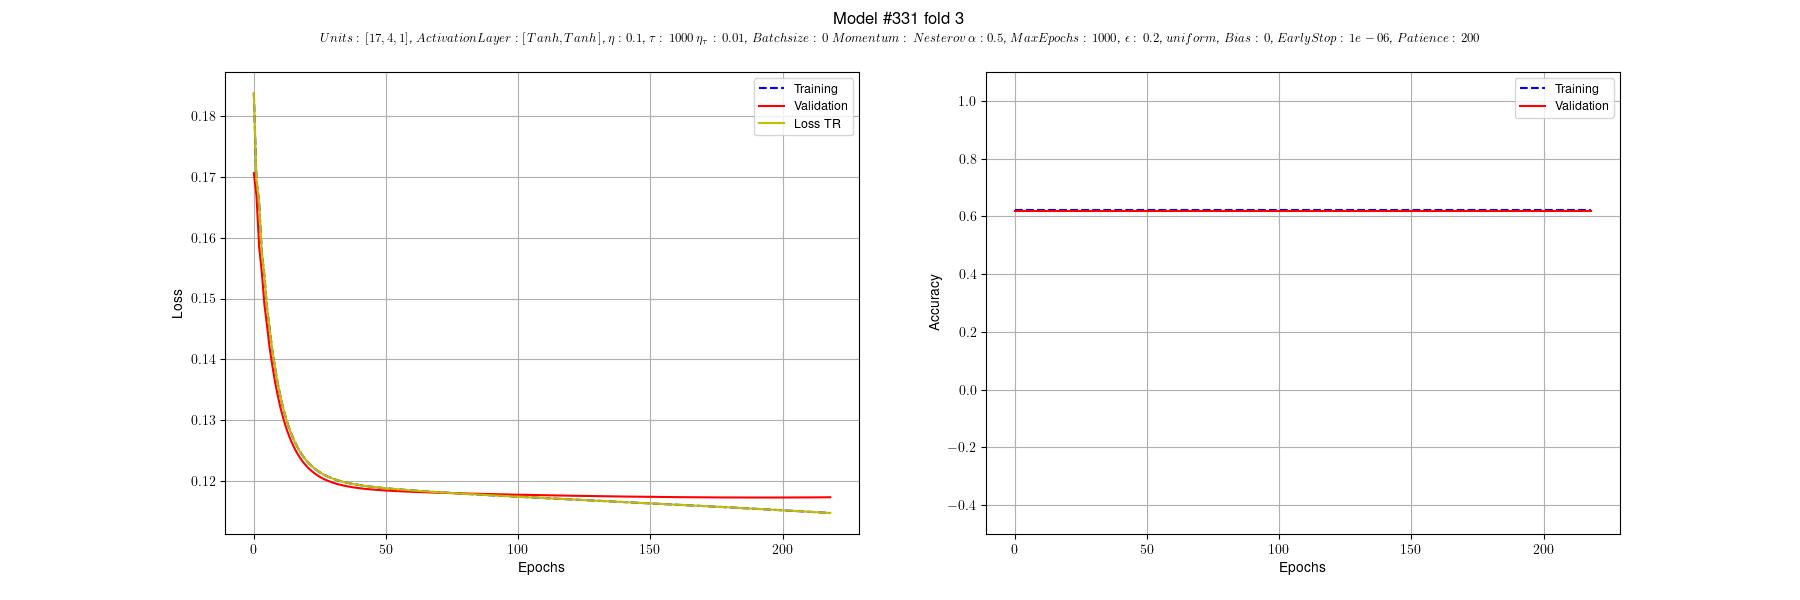 Model #331 fold 3
Units : [17, 4, 1], ActivationLayer : [Tanh, Tanh], η : 0.1, τ : 1000 η_τ : 0.01, Batchsize : 0 Momentum : Nesterov α : 0.5, MaxEpochs : 1000, ϵ : 0.2, uniform, Bias : 0, EarlyStop : 1e − 06, Patience : 200
Loss
0.18
0.17
0.16
0.15
0.14
0.13
0.12
0
50
100
150
200
Epochs
Training
Validation
Loss TR
Accuracy
1.0
0.8
0.6
0.4
0.2
0.0
−0.2
−0.4
0
50
100
150
200
Epochs
Training
Validation